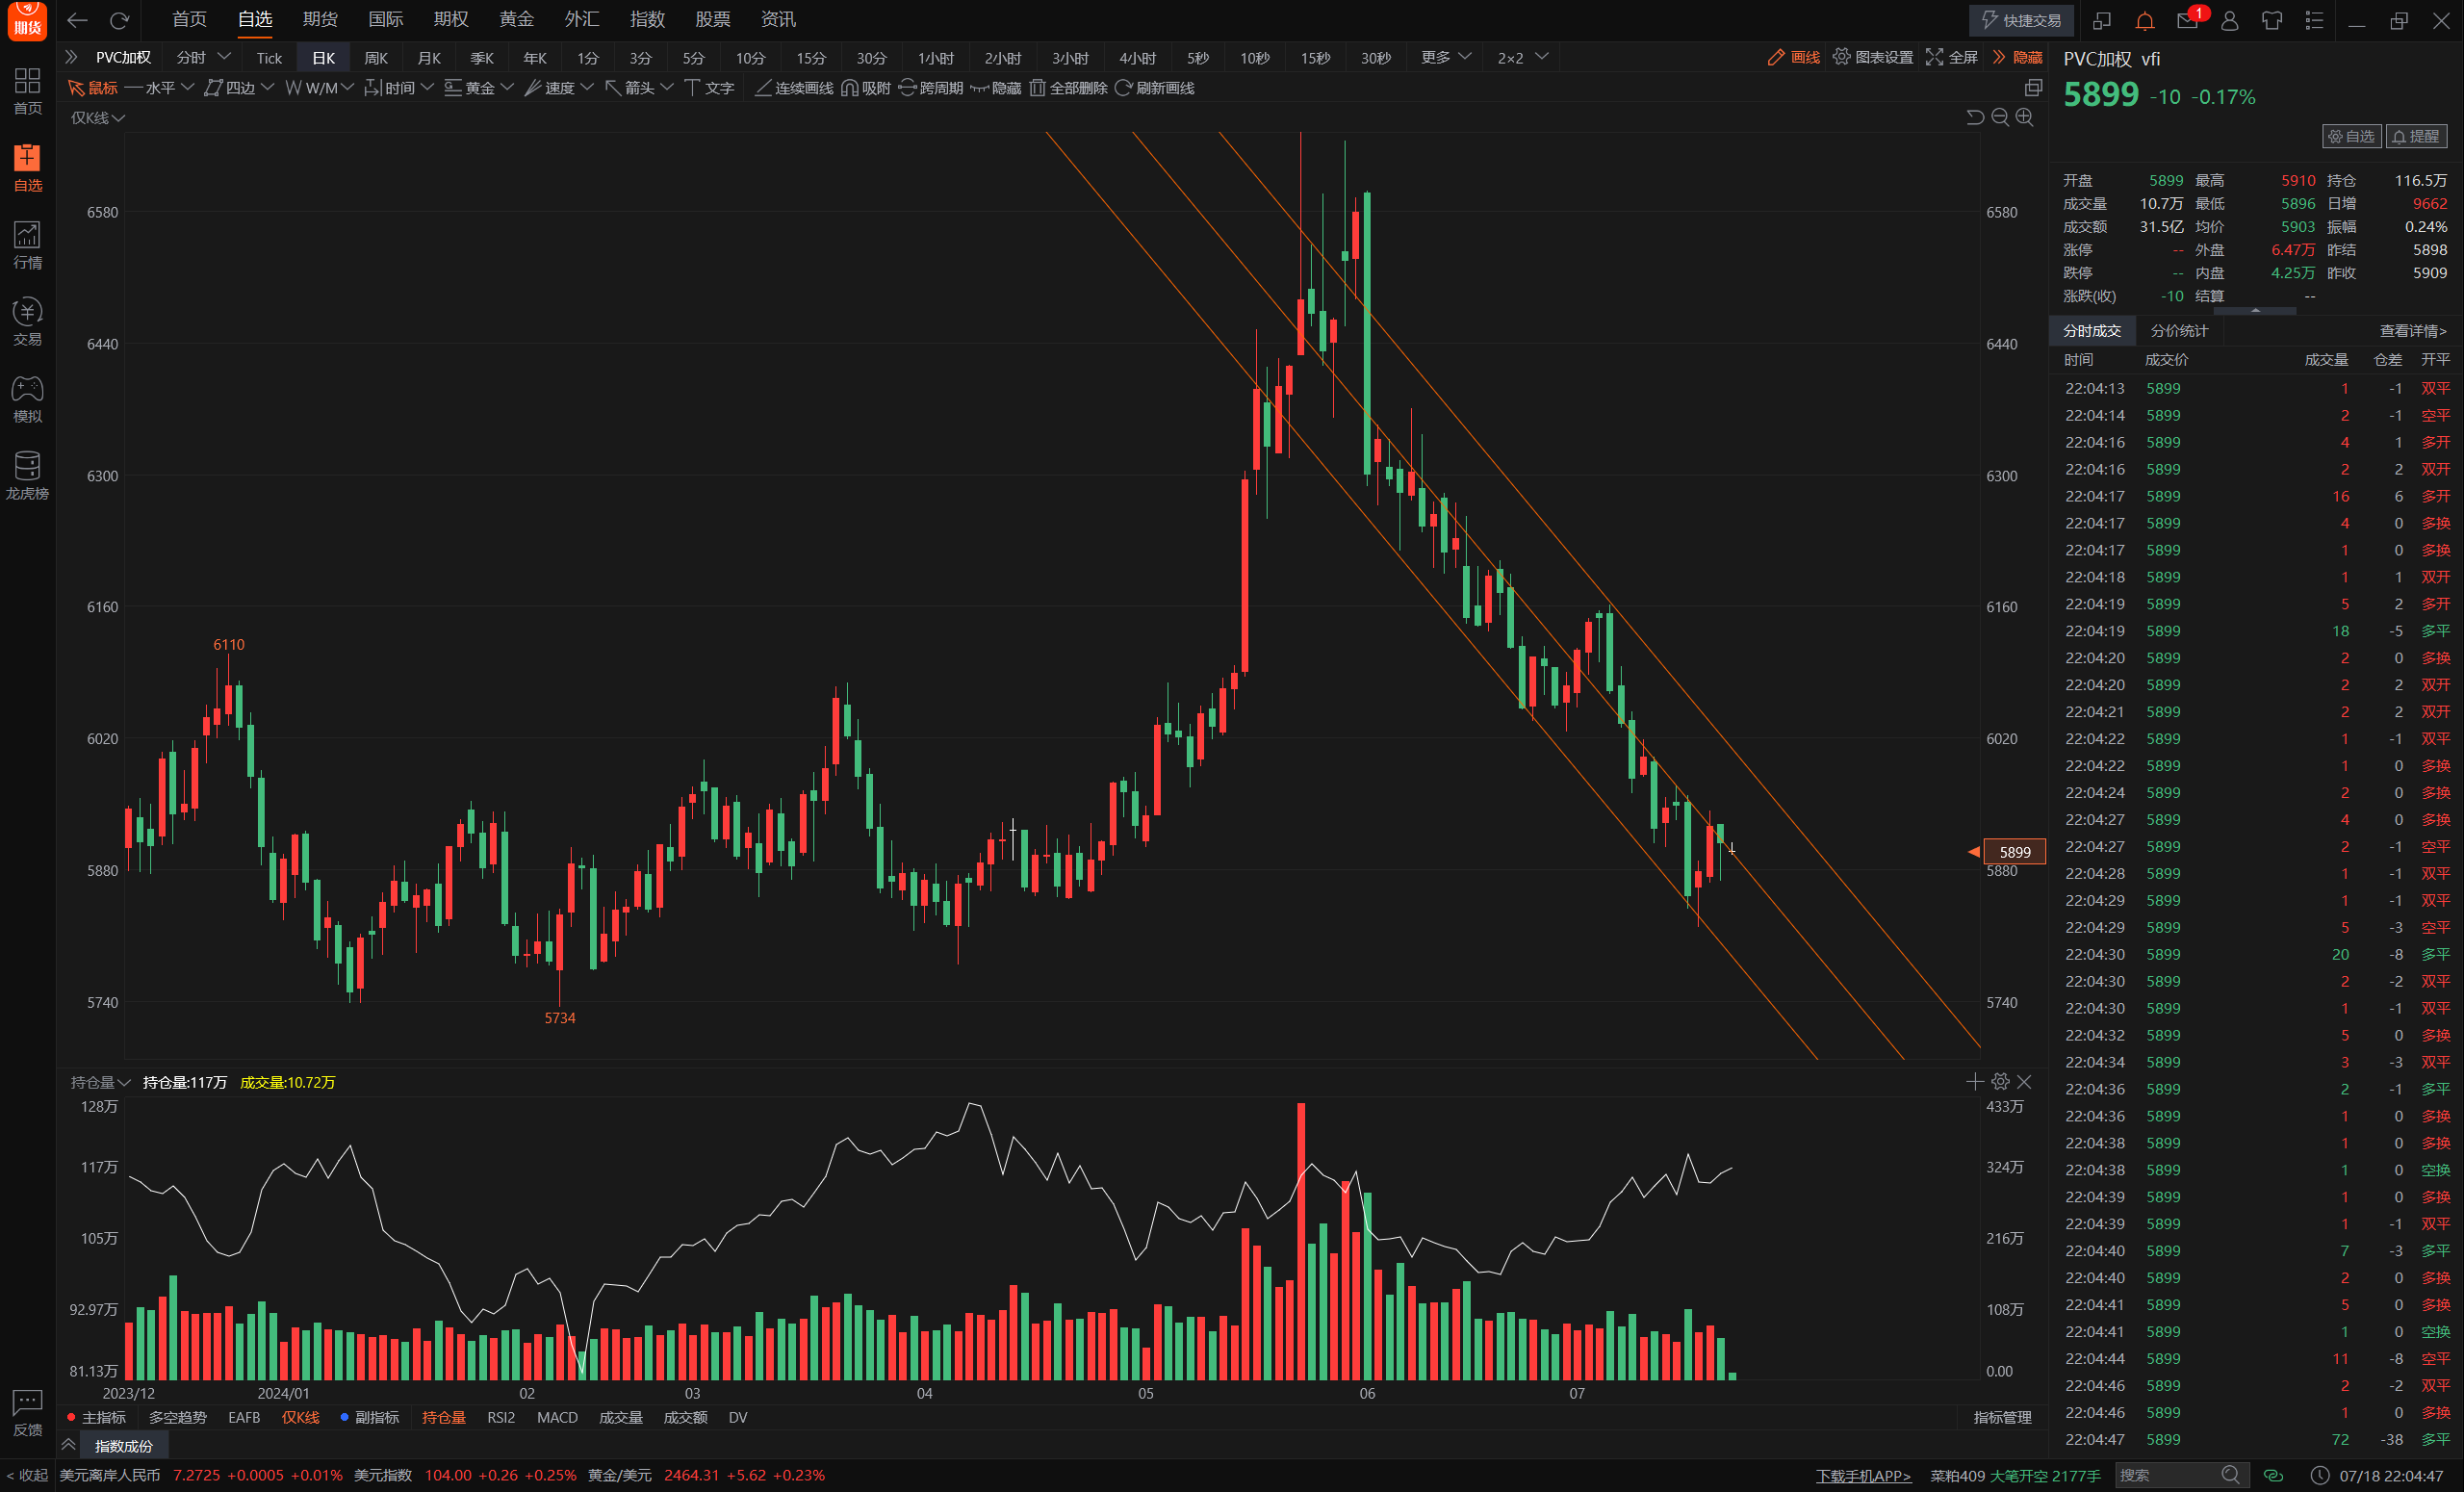 期货 首页 自选 期货 国际 期权 黄金 外汇 指数 股票 资讯 快捷交易 1
PVC加权 分时 Tick 日K 周K 月K 季K 年K 1分 3分 5分 10分 15分 30分 1小时 2小时 3小时 4小时 5秒 10秒 15秒 30秒 更多 2×2 画线 图表设置 全屏 隐藏
鼠标 水平 四边 W/M 时间 黄金 速度 箭头 文字 连续画线 吸附 跨周期 隐藏 全部删除 刷新画线
仅K线
首页
自选
行情
交易
模拟
龙虎榜
反馈
6580 6580
6440 6440
6300 6300
6160 6160
6110
6020 6020
5899
5880 5880
5740 5740
5734
持仓量 持仓量:117万 成交量:10.72万
128万 433万
117万 324万
105万 216万
92.97万 108万
81.13万 0.00
2023/12 2024/01 02 03 04 05 06 07
主指标 多空趋势 EAFB 仅K线 副指标 持仓量 RSI2 MACD 成交量 成交额 DV 指标管理
指数成份
PVC加权 vfi
5899 -10 -0.17%
自选 提醒
开盘 5899 最高 5910 持仓 116.5万
成交量 10.7万 最低 5896 日增 9662
成交额 31.5亿 均价 5903 振幅 0.24%
涨停 -- 外盘 6.47万 昨结 5898
跌停 -- 内盘 4.25万 昨收 5909
涨跌(收) -10 结算 --
分时成交 分价统计 查看详情>
时间 成交价 成交量 仓差 开平
22:04:13 5899 1 -1 双平
22:04:14 5899 2 -1 空平
22:04:16 5899 4 1 多开
22:04:16 5899 2 2 双开
22:04:17 5899 16 6 多开
22:04:17 5899 4 0 多换
22:04:17 5899 1 0 多换
22:04:18 5899 1 1 双开
22:04:19 5899 5 2 多开
22:04:19 5899 18 -5 多平
22:04:20 5899 2 0 多换
22:04:20 5899 2 2 双开
22:04:21 5899 2 2 双开
22:04:22 5899 1 -1 双平
22:04:22 5899 1 0 多换
22:04:24 5899 2 0 多换
22:04:27 5899 4 0 多换
22:04:27 5899 2 -1 空平
22:04:28 5899 1 -1 双平
22:04:29 5899 1 -1 双平
22:04:29 5899 5 -3 空平
22:04:30 5899 20 -8 多平
22:04:30 5899 2 -2 双平
22:04:30 5899 1 -1 双平
22:04:32 5899 5 0 多换
22:04:34 5899 3 -3 双平
22:04:36 5899 2 -1 多平
22:04:36 5899 1 0 多换
22:04:38 5899 1 0 多换
22:04:38 5899 1 0 空换
22:04:39 5899 1 0 多换
22:04:39 5899 1 -1 双平
22:04:40 5899 7 -3 多平
22:04:40 5899 2 0 多换
22:04:41 5899 5 0 多换
22:04:41 5899 1 0 空换
22:04:44 5899 11 -8 空平
22:04:46 5899 2 -2 双平
22:04:46 5899 1 0 多换
22:04:47 5899 72 -38 多平
< 收起 美元离岸人民币 7.2725 +0.0005 +0.01% 美元指数 104.00 +0.26 +0.25% 黄金/美元 2464.31 +5.62 +0.23% 下载手机APP> 菜粕409 大笔开空 2177手 搜索 07/18 22:04:47